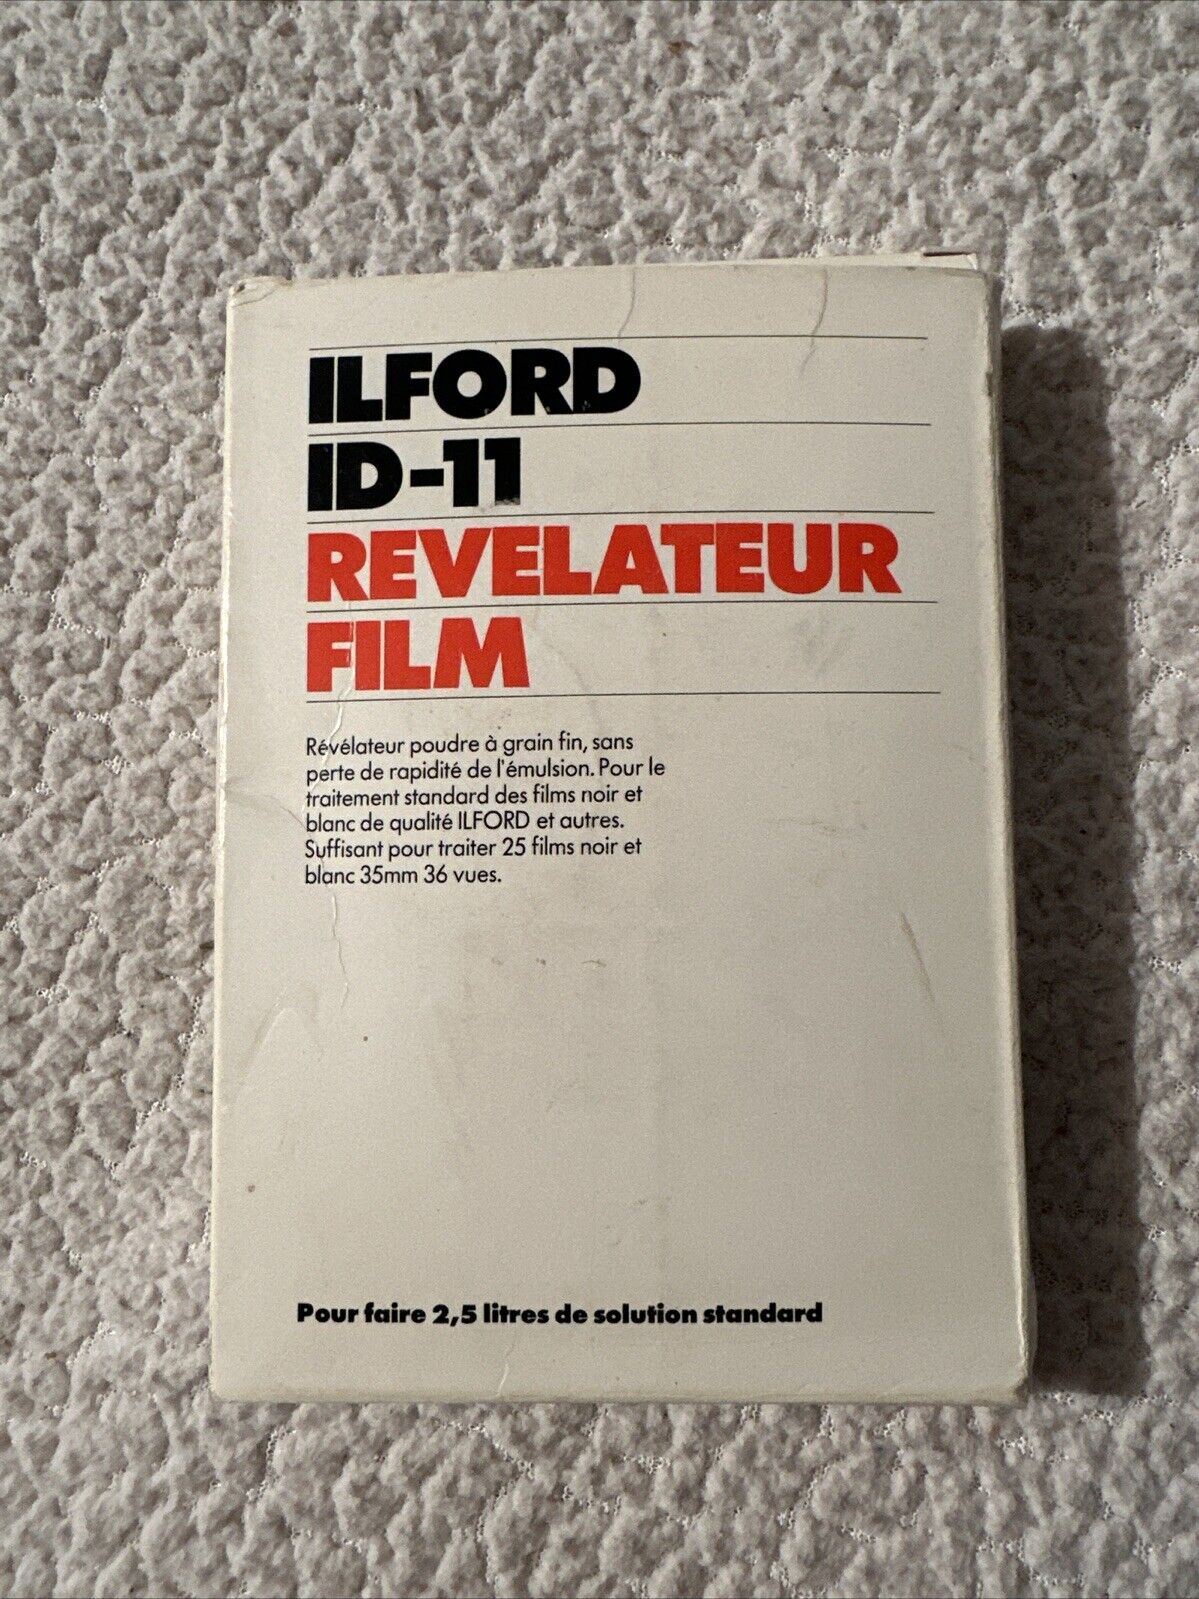 ILFORD
ID-11
REVELATEUR
FILM
Révélateur poudre à grain fin, sans
perte de rapidité de l'émulsion. Pour le
traitement standard des films noir et
blanc de qualité ILFORD et autres.
Suffisant pour traiter 25 films noir et
blanc 35mm 36 vues.
Pour faire 2,5 litres de solution standard